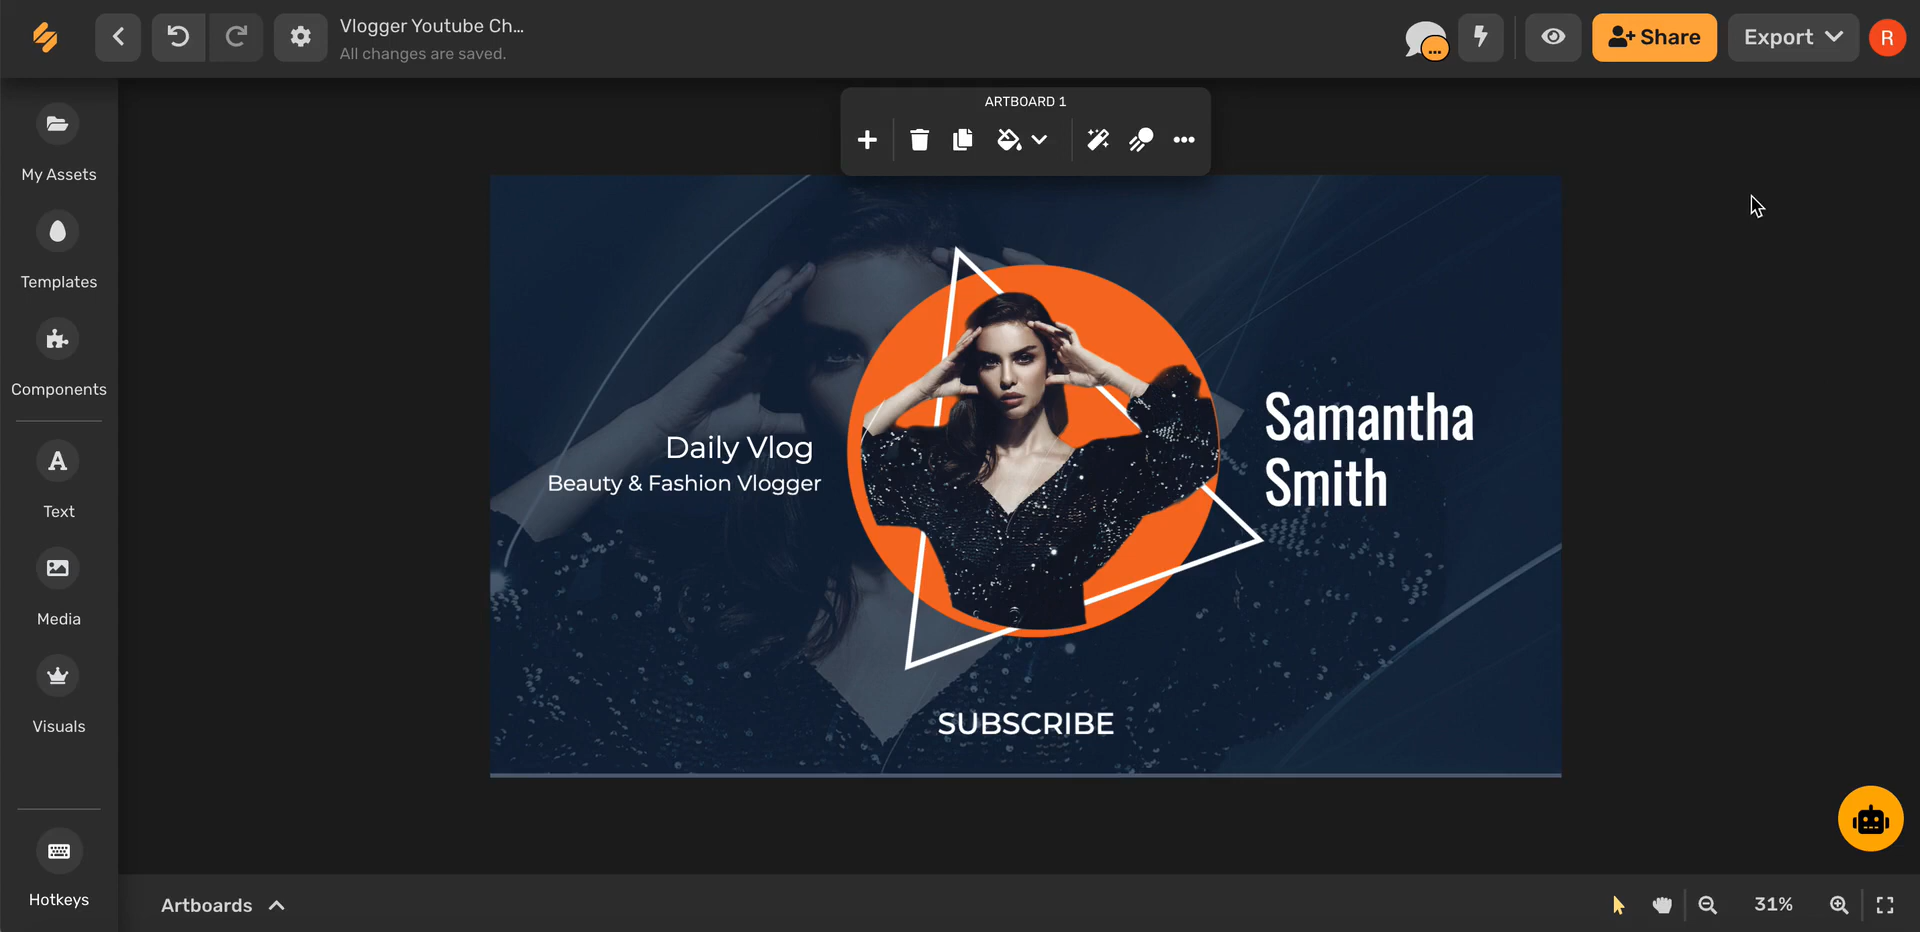 Vlogger Youtube Ch...
All changes are saved.
Share
Export
R
ARTBOARD 1
My Assets
Templates
Components
Text
Media
Visuals
Hotkeys
Daily Vlog
Beauty & Fashion Vlogger
Samantha
Smith
SUBSCRIBE
Artboards
31%